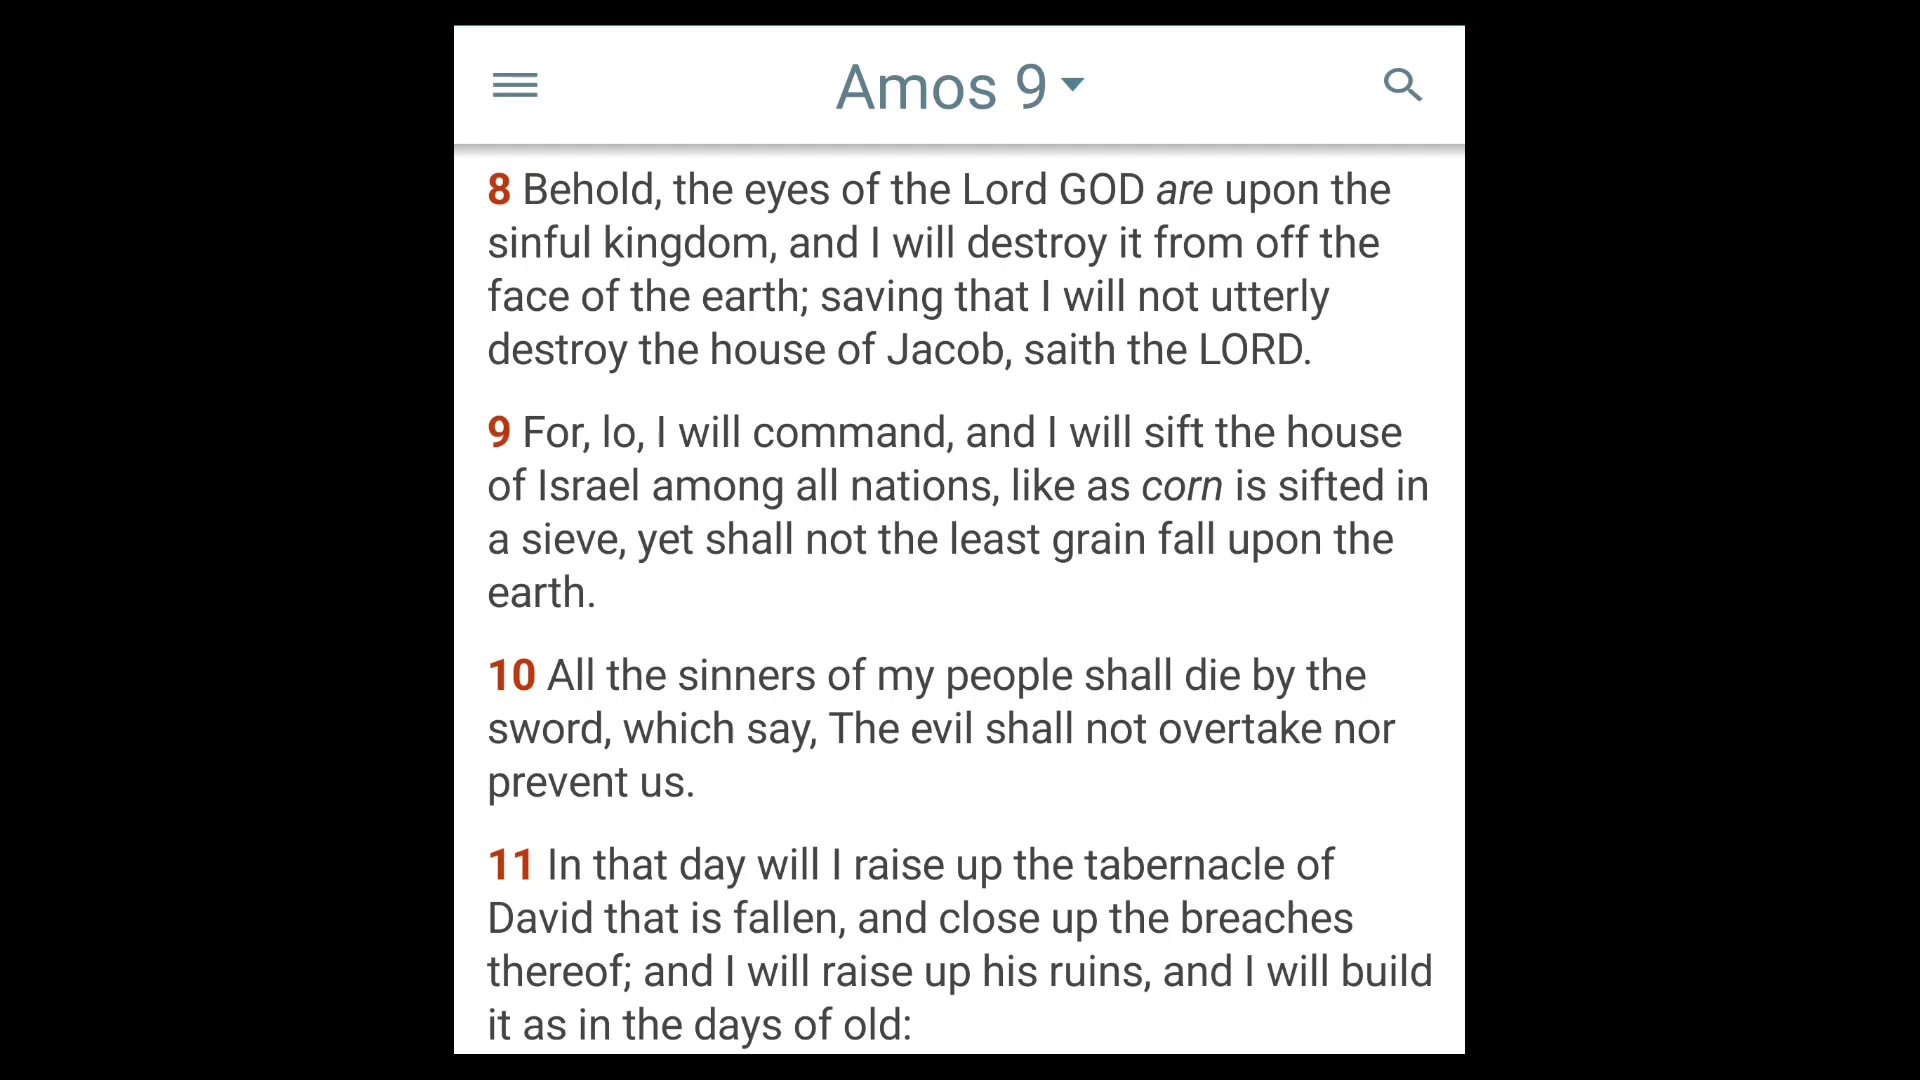 Amos 9
8 Behold, the eyes of the Lord GOD are upon the
sinful kingdom, and I will destroy it from off the
face of the earth; saving that I will not utterly
destroy the house of Jacob, saith the LORD.
9 For, lo, I will command, and I will sift the house
of Israel among all nations, like as corn is sifted in
a sieve, yet shall not the least grain fall upon the
earth.
10 All the sinners of my people shall die by the
sword, which say, The evil shall not overtake nor
prevent us.
11 In that day will I raise up the tabernacle of
David that is fallen, and close up the breaches
thereof; and I will raise up his ruins, and I will build
it as in the days of old: